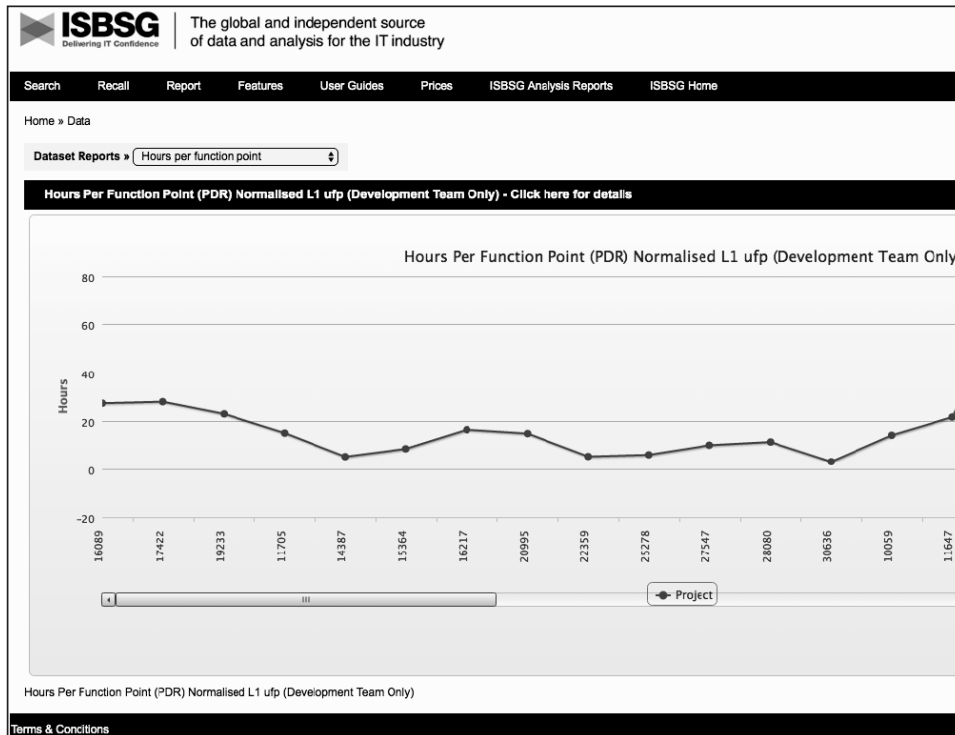 ISBSG
Delivering IT Confidence
The global and independent source
of data and analysis for the IT industry
Search Recall Report Features User Guides Prices ISBSG Analysis Reports ISBSG Home
Home » Data
Dataset Reports » Hours per function point
Hours Per Function Point (PDR) Normalised L1 ufp (Development Team Only) - Click here for details
Hours Per Function Point (PDR) Normalised L1 ufp (Development Team Only
80
60
40
20
0
-20
Hours
16089 17422 19233 11705 14387 15364 16217 20995 22359 25278 27547 28080 30636 10059 11647
Project
Hours Per Function Point (PDR) Normalised L1 ufp (Development Team Only)
Terms & Conditions